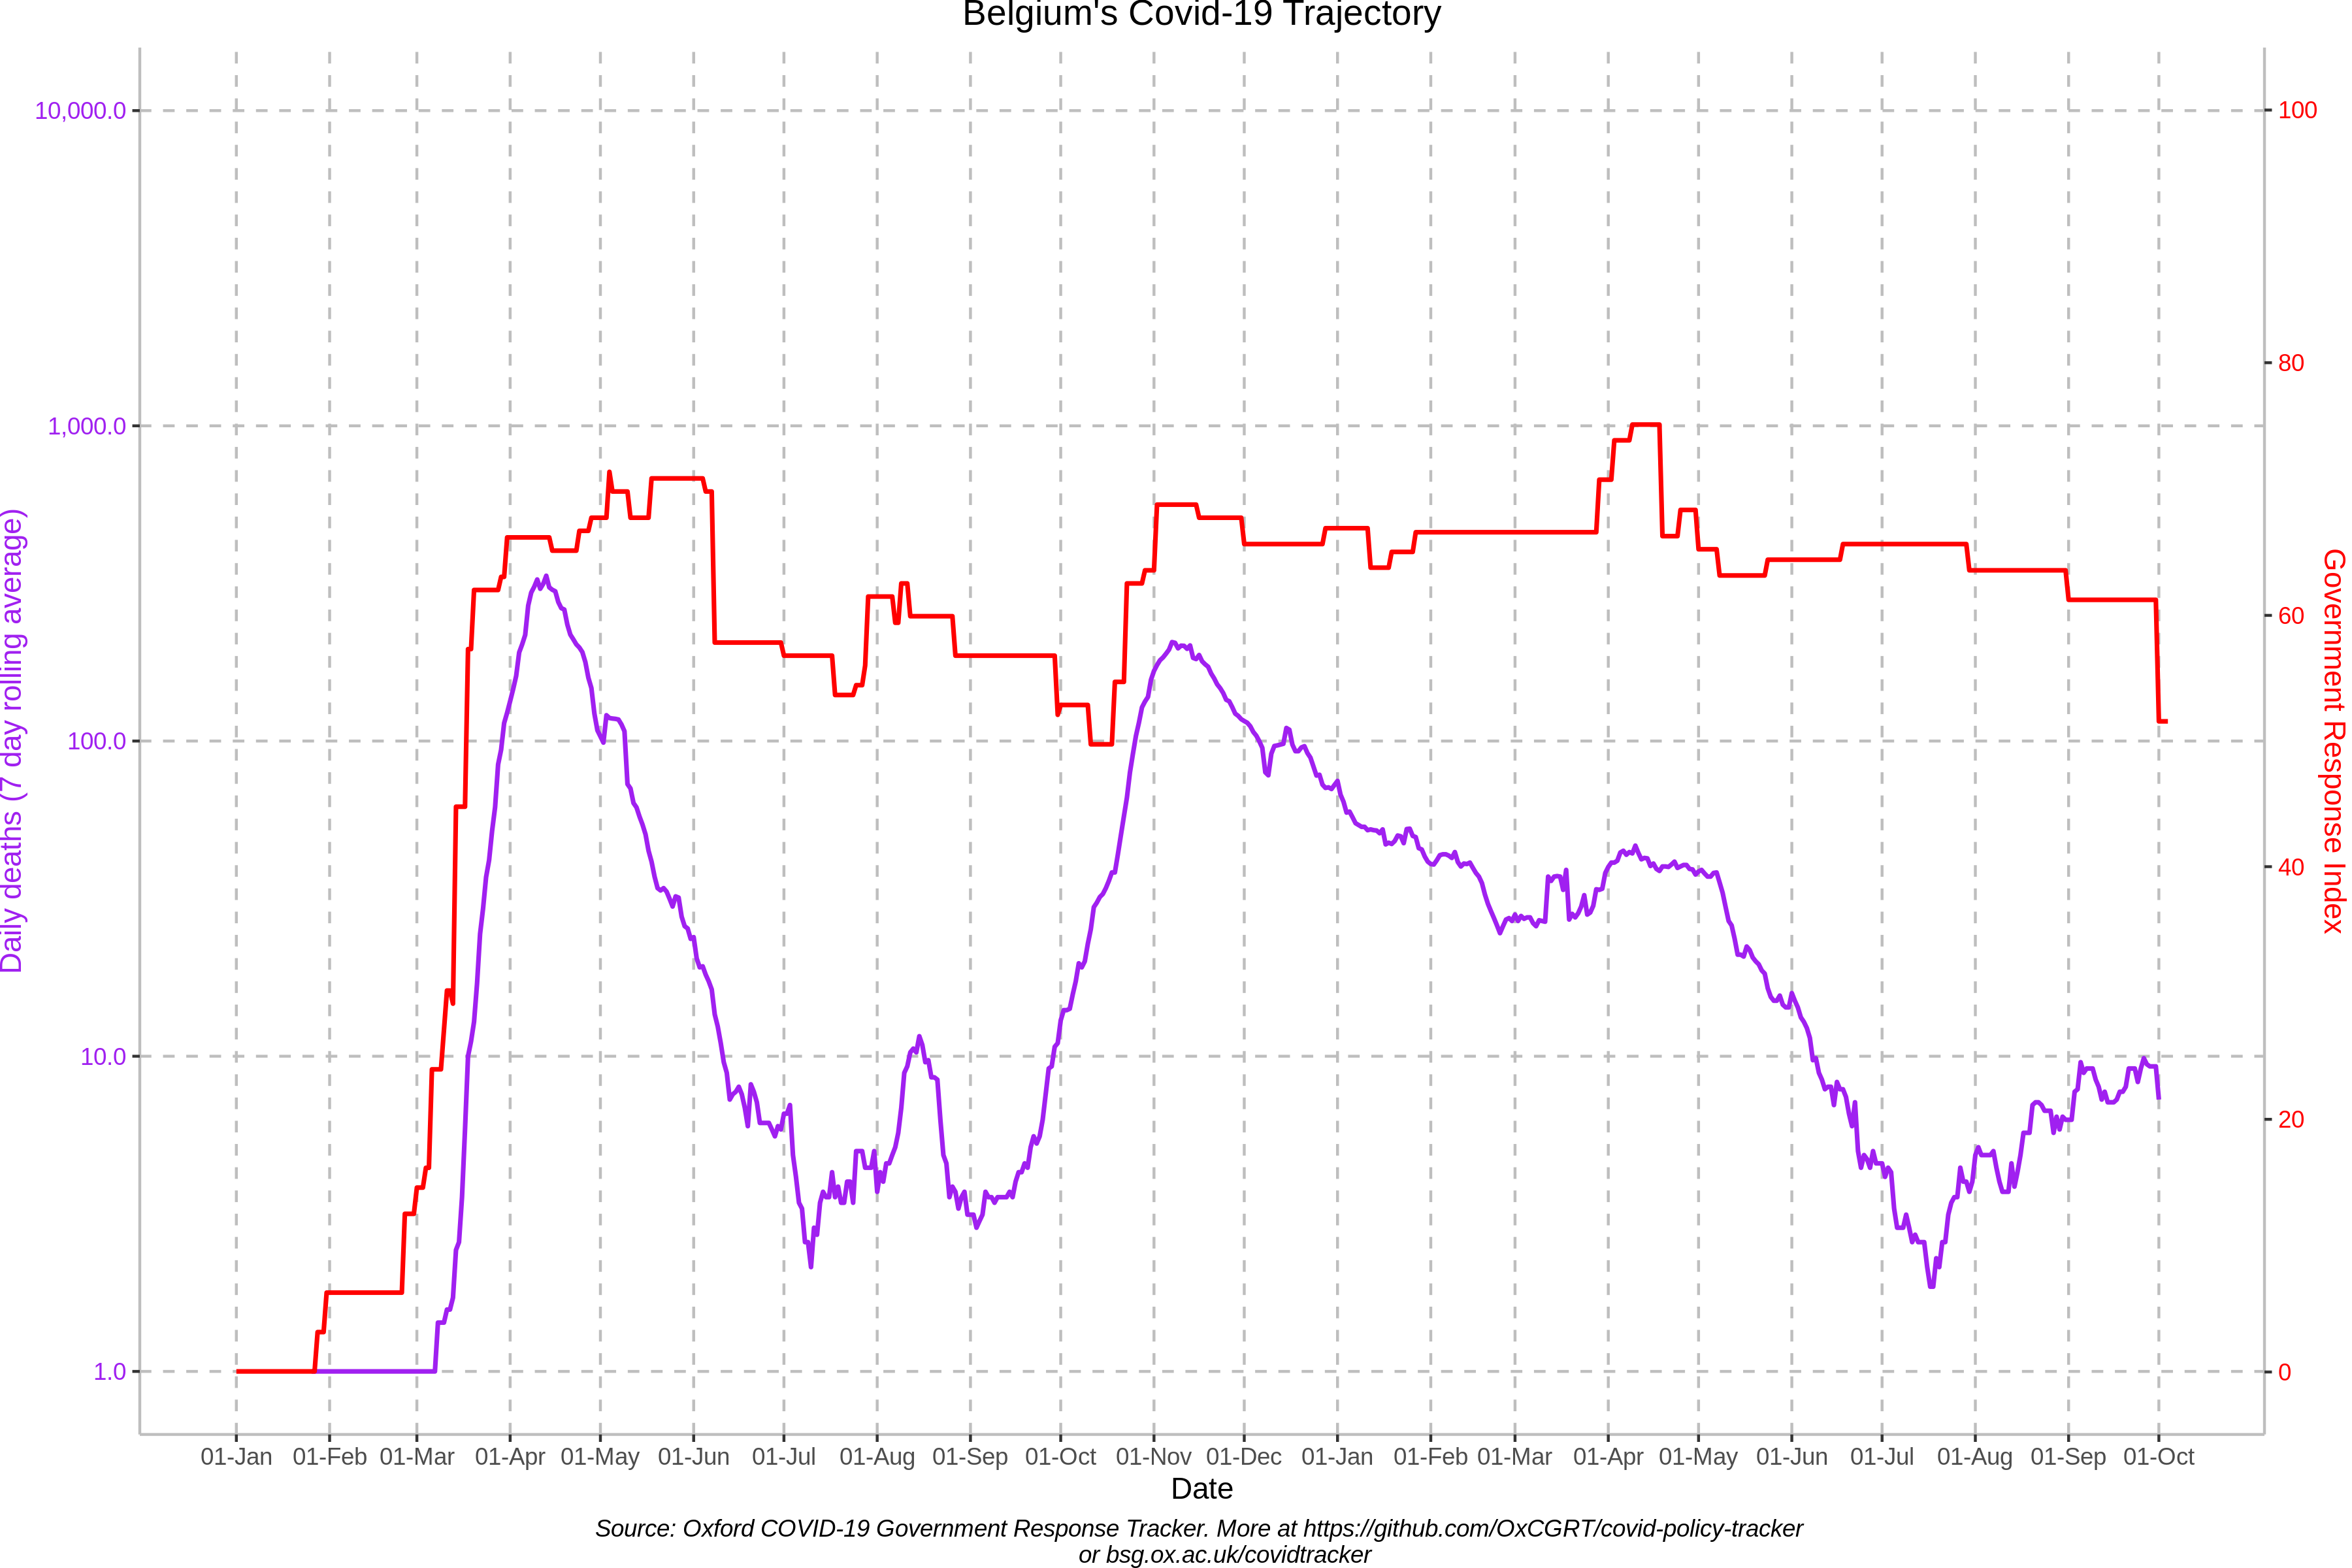 Belgium's Covid-19 Trajectory
10,000.0
1,000.0
100.0
10.0
1.0
Daily deaths (7 day rolling average)
100
80
60
40
20
0
Government Response Index
01-Jan 01-Feb 01-Mar 01-Apr 01-May 01-Jun 01-Jul 01-Aug 01-Sep 01-Oct 01-Nov 01-Dec 01-Jan 01-Feb 01-Mar 01-Apr 01-May 01-Jun 01-Jul 01-Aug 01-Sep 01-Oct
Date
Source: Oxford COVID-19 Government Response Tracker. More at https://github.com/OxCGRT/covid-policy-tracker
or bsg.ox.ac.uk/covidtracker